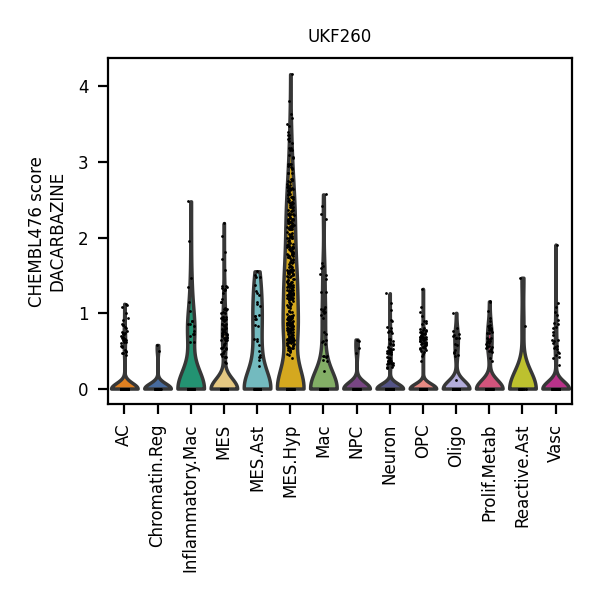 UKF260
CHEMBL476 score
DACARBAZINE
4
3
2
1
0
AC
Chromatin.Reg
Inflammatory.Mac
MES
MES.Ast
MES.Hyp
Mac
NPC
Neuron
OPC
Oligo
Prolif.Metab
Reactive.Ast
Vasc